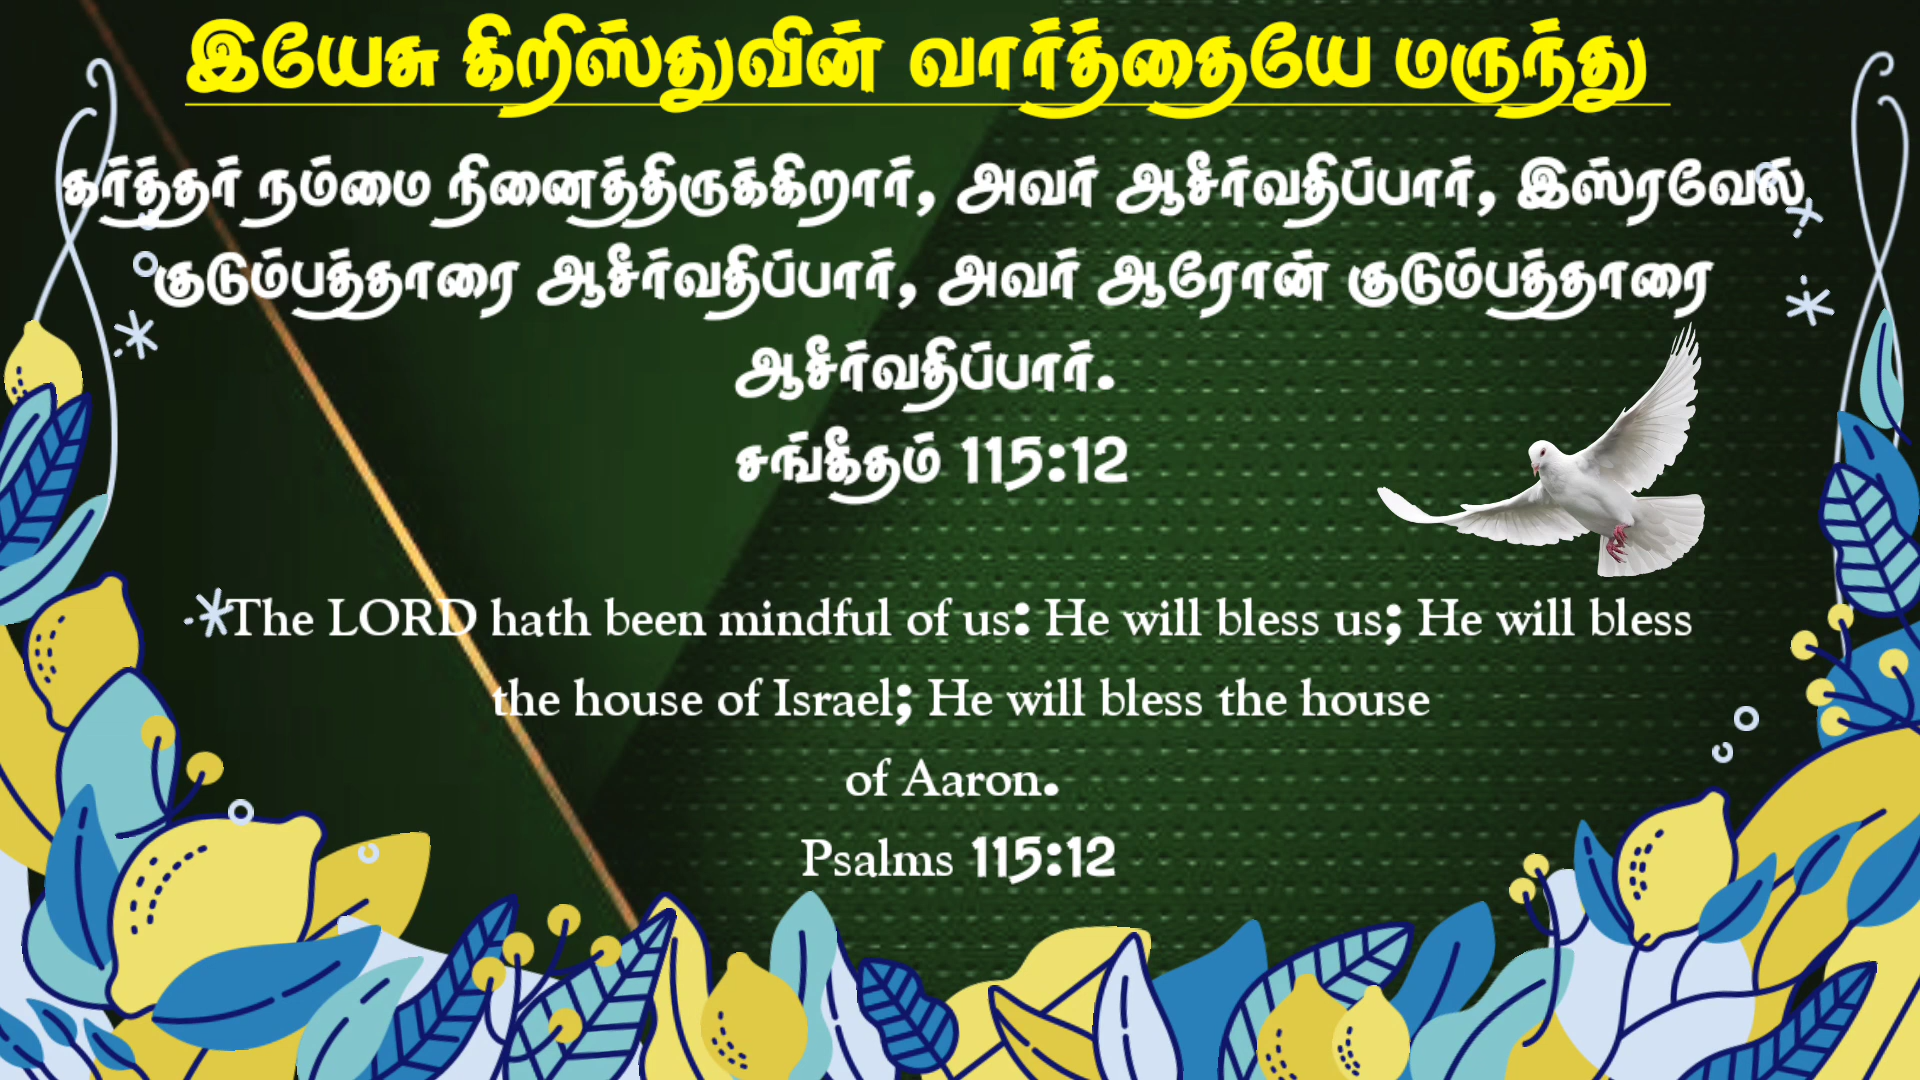 இயேசு கிறிஸ்துவின் வார்த்தையே மருந்து
கர்த்தர் நம்மை நினைத்திருக்கிறார், அவர் ஆசீர்வதிப்பார், இஸ்ரவேல்
குடும்பத்தாரை ஆசீர்வதிப்பார், அவர் ஆரோன் குடும்பத்தாரை
ஆசீர்வதிப்பார்.
சங்கீதம் 115:12
The LORD hath been mindful of us: He will bless us; He will bless
the house of Israel; He will bless the house
of Aaron.
Psalms 115:12